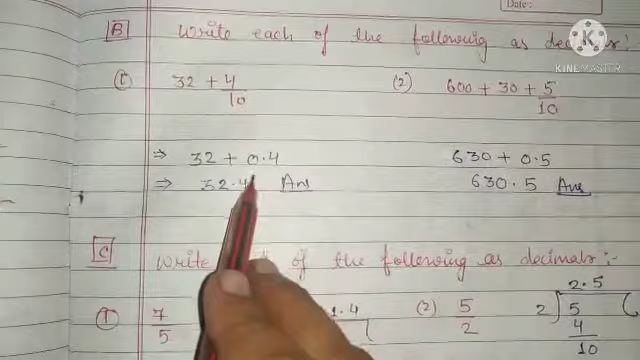 Date:
KINEMASTER
B Write each of the following as decimals:
(1) 32 + 4/10 (2) 600 + 30 + 5/10
⇒ 32 + 0.4 630 + 0.5
⇒ 32.4 Ans 630.5 Ans
C Write of the following as decimals :-
(1) 7/5 1.4 (2) 5/2 2)5(2.5
4
10